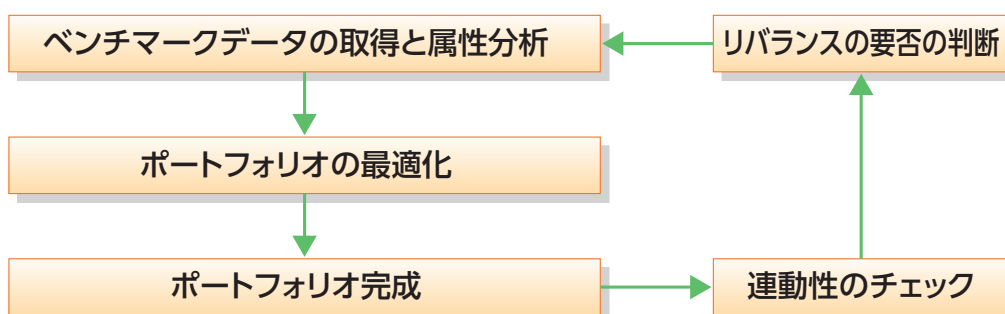 ベンチマークデータの取得と属性分析
リバランスの要否の判断
ポートフォリオの最適化
ポートフォリオ完成
連動性のチェック